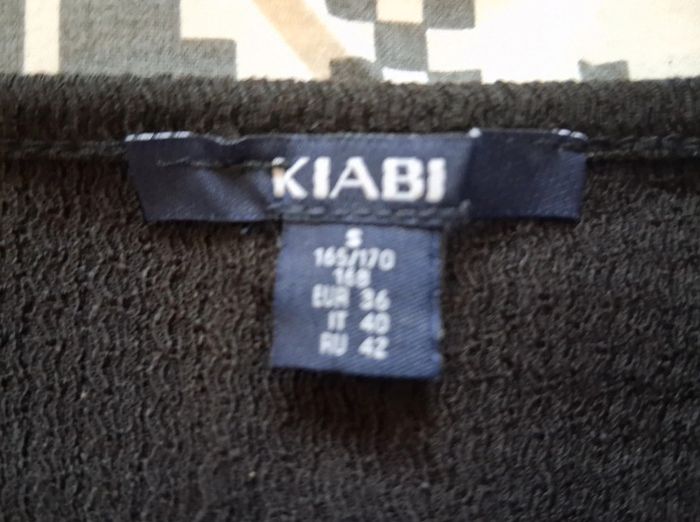 KIABI
S
165/170
168
EUR 36
IT 40
RU 42